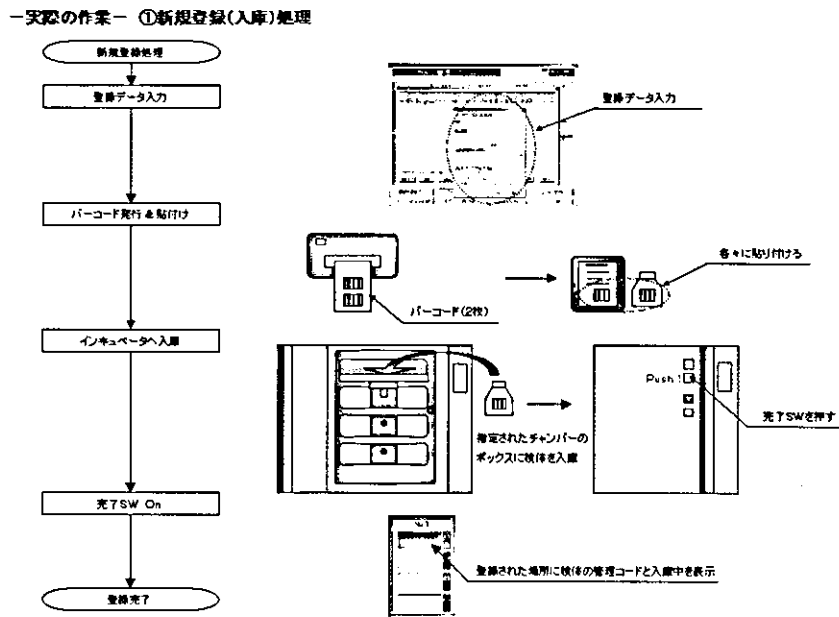 －実際の作業－ ①新規登録(入庫)処理
新規登録処理
登録データ入力
登録データ入力
バーコード発行 & 貼付け
各々に貼り付ける
バーコード(2枚)
インキュベータへ入庫
Push!
完了SWを押す
指定されたチャンバーの
ボックスに検体を入庫
完了SW On
登録された場所に検体の管理コードと入庫中を表示
登録完了